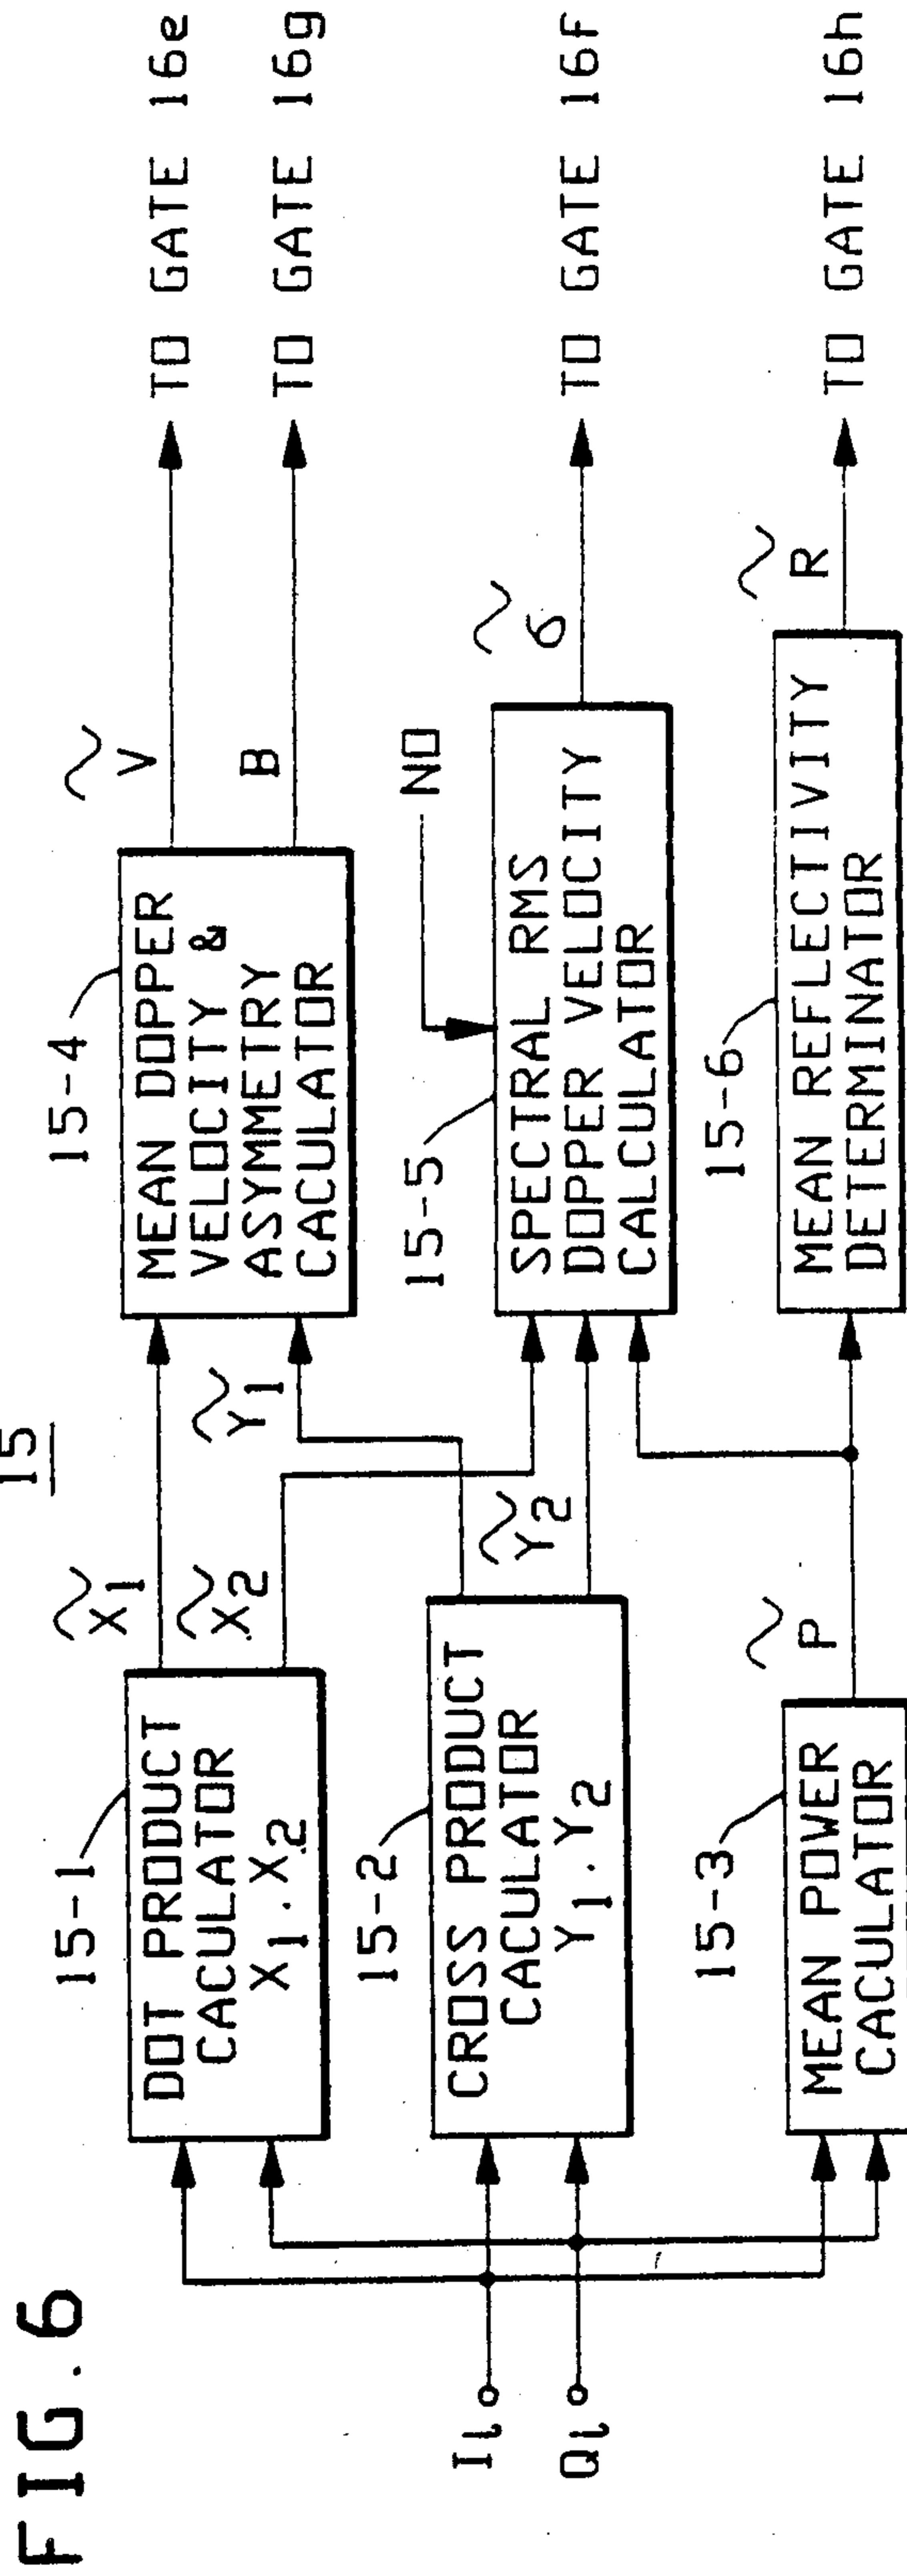 FIG. 6
15
I i
Q i
15-1
DOT PRODUCT
CACULATOR
X1 . X2
15-2
CROSS PRODUCT
CACULATOR
Y1 . Y2
15-3
MEAN POWER
CACULATOR
~
X1
~
X2
~
Y1
~
Y2
~
P
15-4
MEAN DOPPER
VELOCITY &
ASYMMETRY
CACULATOR
15-5
SPECTRAL RMS
DOPPER VELOCITY
CALCULATOR
NO
15-6
MEAN REFLECTIVITY
DETERMINATOR
~
V
TO GATE 16e
B
TO GATE 16g
~
6
TO GATE 16f
~
R
TO GATE 16h